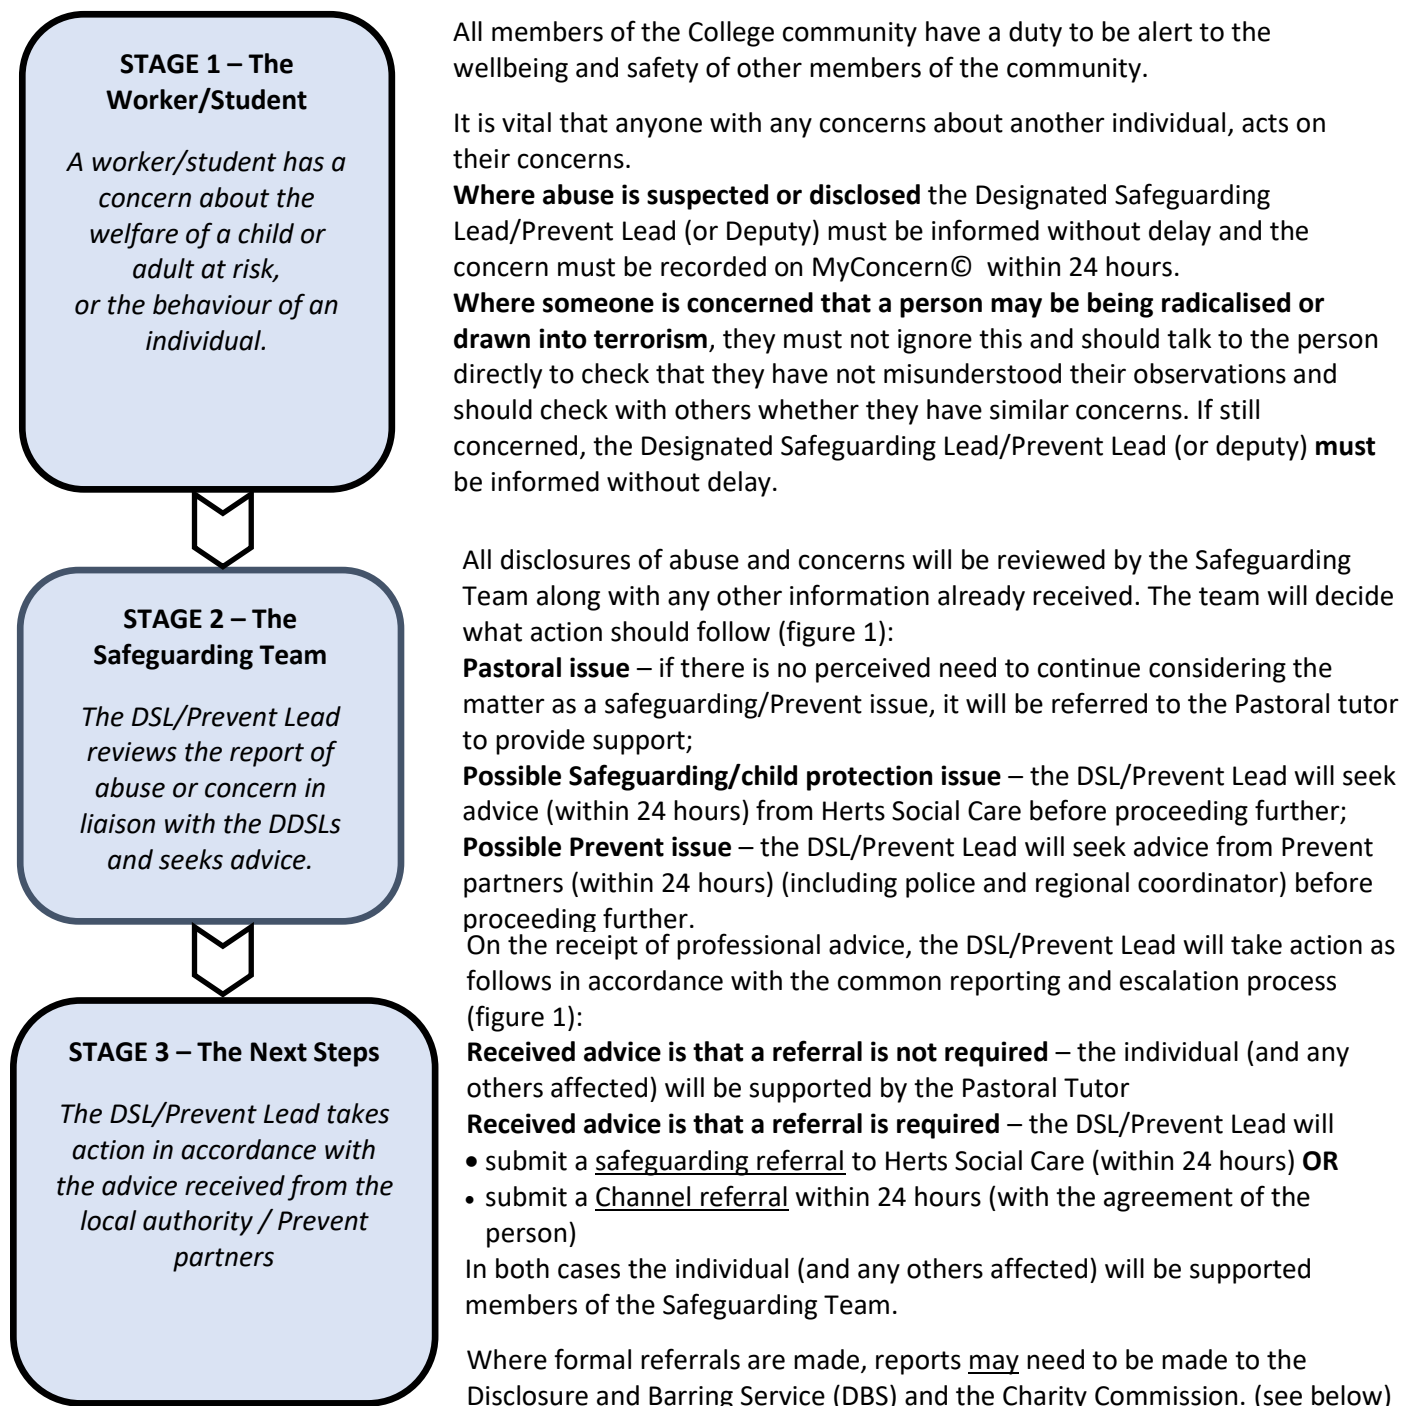 STAGE 1 – The
Worker/Student
A worker/student has a
concern about the
welfare of a child or
adult at risk,
or the behaviour of an
individual.
All members of the College community have a duty to be alert to the
wellbeing and safety of other members of the community.
It is vital that anyone with any concerns about another individual, acts on
their concerns.
Where abuse is suspected or disclosed the Designated Safeguarding
Lead/Prevent Lead (or Deputy) must be informed without delay and the
concern must be recorded on MyConcern© within 24 hours.
Where someone is concerned that a person may be being radicalised or
drawn into terrorism, they must not ignore this and should talk to the person
directly to check that they have not misunderstood their observations and
should check with others whether they have similar concerns. If still
concerned, the Designated Safeguarding Lead/Prevent Lead (or deputy) must
be informed without delay.
STAGE 2 – The
Safeguarding Team
The DSL/Prevent Lead
reviews the report of
abuse or concern in
liaison with the DDSLs
and seeks advice.
All disclosures of abuse and concerns will be reviewed by the Safeguarding
Team along with any other information already received. The team will decide
what action should follow (figure 1):
Pastoral issue – if there is no perceived need to continue considering the
matter as a safeguarding/Prevent issue, it will be referred to the Pastoral tutor
to provide support;
Possible Safeguarding/child protection issue – the DSL/Prevent Lead will seek
advice (within 24 hours) from Herts Social Care before proceeding further;
Possible Prevent issue – the DSL/Prevent Lead will seek advice from Prevent
partners (within 24 hours) (including police and regional coordinator) before
proceeding further.
STAGE 3 – The Next Steps
The DSL/Prevent Lead takes
action in accordance with
the advice received from the
local authority / Prevent
partners
On the receipt of professional advice, the DSL/Prevent Lead will take action as
follows in accordance with the common reporting and escalation process
(figure 1):
Received advice is that a referral is not required – the individual (and any
others affected) will be supported by the Pastoral Tutor
Received advice is that a referral is required – the DSL/Prevent Lead will
• submit a safeguarding referral to Herts Social Care (within 24 hours) OR
• submit a Channel referral within 24 hours (with the agreement of the
person)
In both cases the individual (and any others affected) will be supported
members of the Safeguarding Team.
Where formal referrals are made, reports may need to be made to the
Disclosure and Barring Service (DBS) and the Charity Commission. (see below)